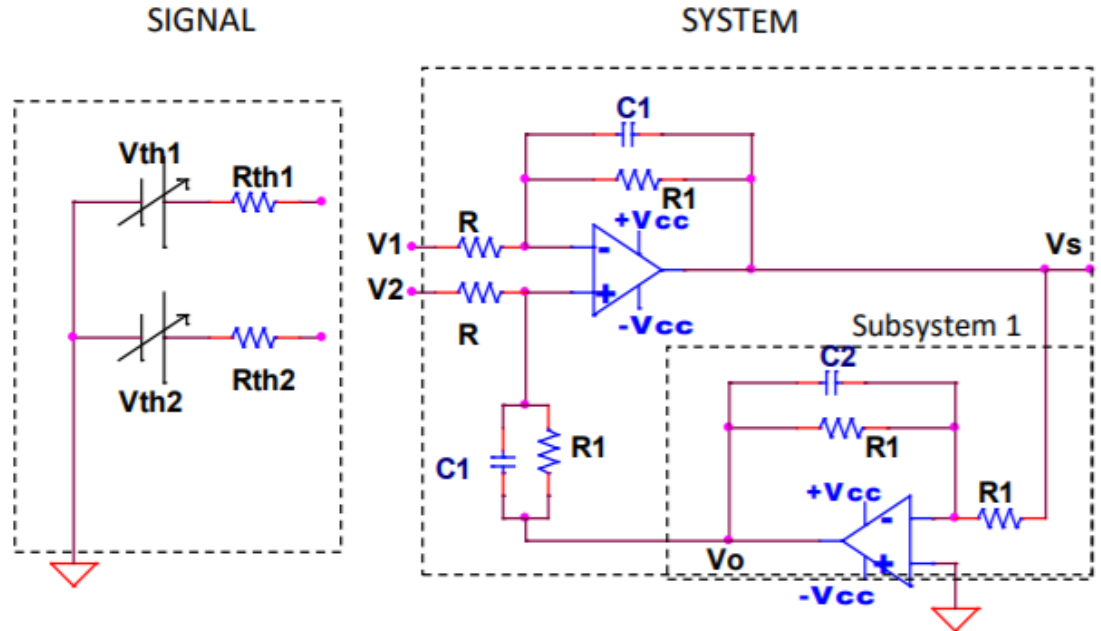 SIGNAL
SYSTEM
Vth1
Rth1
Vth2
Rth2
C1
R1
+Vcc
R
V1
-
V2
+
R
-Vcc
Vs
Subsystem 1
C2
R1
C1
R1
+Vcc
R1
-
+
Vo
-Vcc